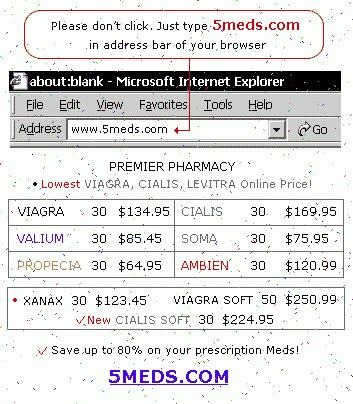 Please don't click. Just type 5meds.com
in address bar of your browser
about:blank - Microsoft Internet Explorer
File Edit View Favorites Tools Help
Address www.5meds.com Go
PREMIER PHARMACY
• Lowest VIAGRA, CIALIS, LEVITRA Online Price!
VIAGRA 30 $134.95 CIALIS 30 $169.95
VALIUM 30 $85.45 SOMA 30 $75.95
PROPECIA 30 $64.95 AMBIEN 30 $120.99
• XANAX 30 $123.45 VIAGRA SOFT 50 $250.99
✓New CIALIS SOFT 30 $224.95
✓ Save up to 80% on your prescription Meds!
5MEDS.COM